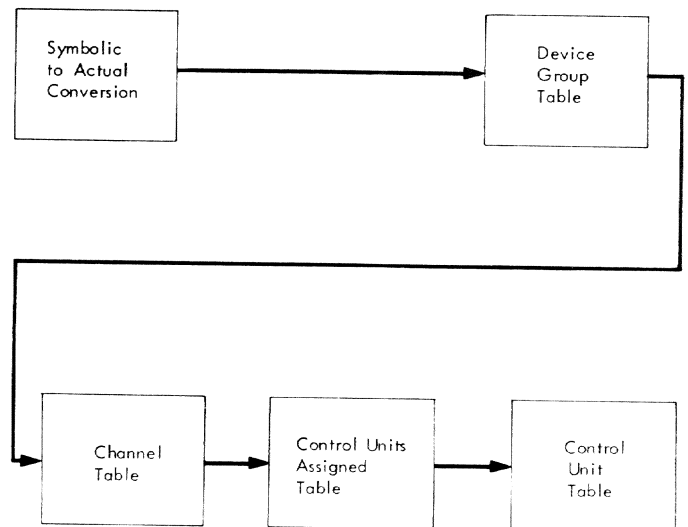 Symbolic
to Actual
Conversion
Device
Group
Table
Channel
Table
Control Units
Assigned
Table
Control
Unit
Table